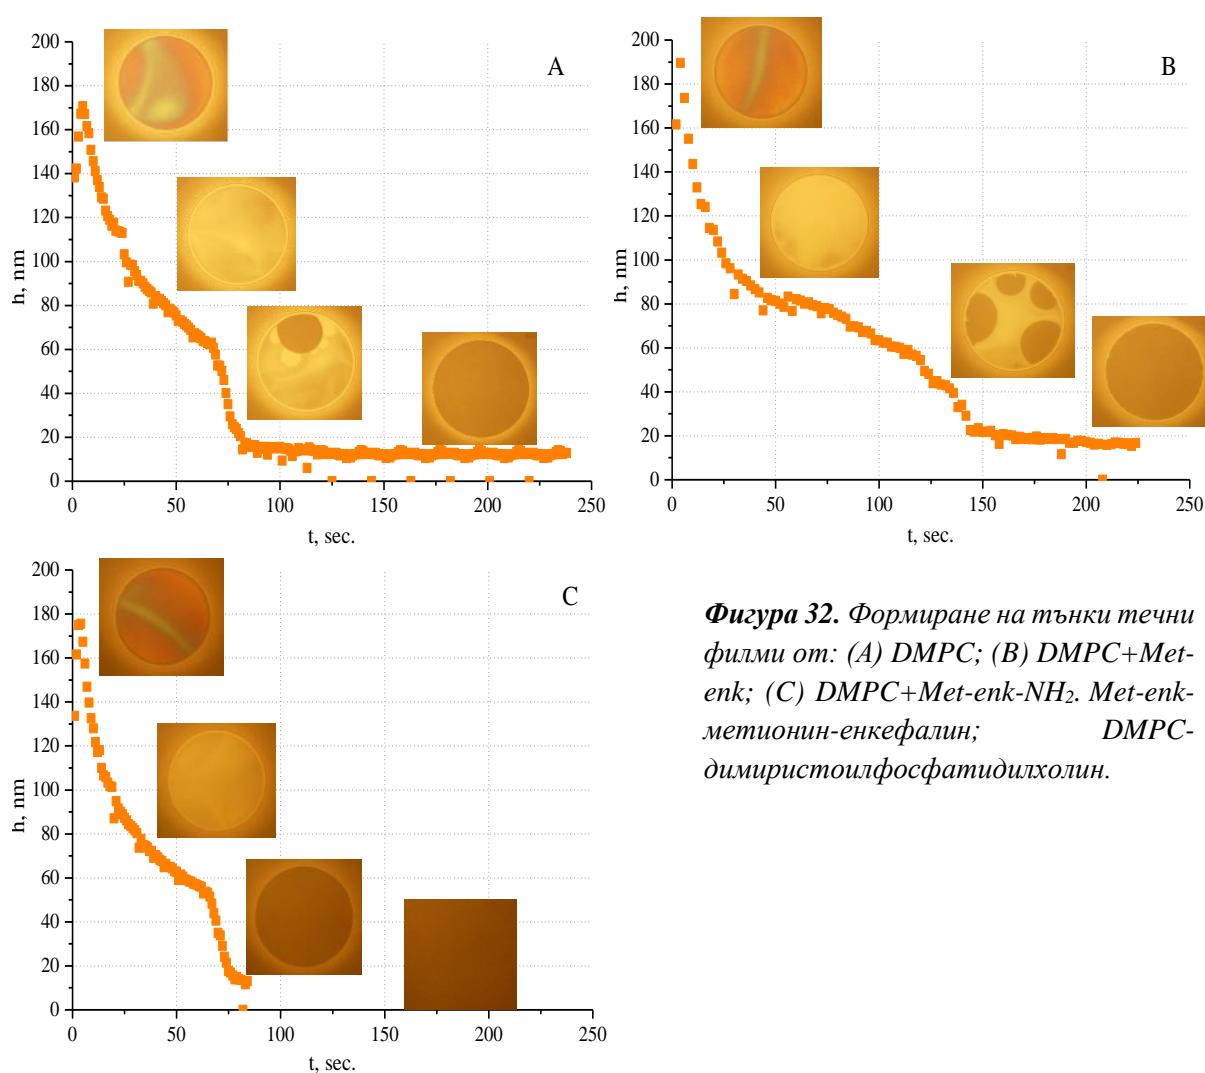 A
200
180
160
140
120
100
80
60
40
20
0
h, nm
0 50 100 150 200 250
t, sec.
B
200
180
160
140
120
100
80
60
40
20
0
h, nm
0 50 100 150 200 250
t, sec.
C
200
180
160
140
120
100
80
60
40
20
0
h, nm
0 50 100 150 200 250
t, sec.
Фигура 32. Формиране на тънки течни
филми от: (A) DMPC; (B) DMPC+Met-
enk; (C) DMPC+Met-enk-NH₂. Met-enk-
метионин-енкефалин; DMPC-
димиристоилфосфатидилхолин.